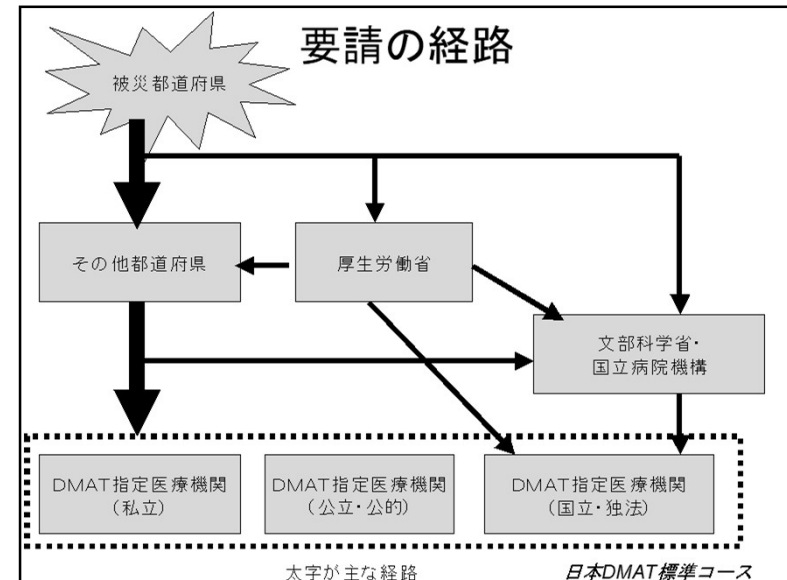 要請の経路
被災都道府県
その他都道府県
厚生労働省
文部科学省・
国立病院機構
DMAT指定医療機関
(私立)
DMAT指定医療機関
(公立・公的)
DMAT指定医療機関
(国立・独法)
太字が主な経路
日本DMAT標準コース